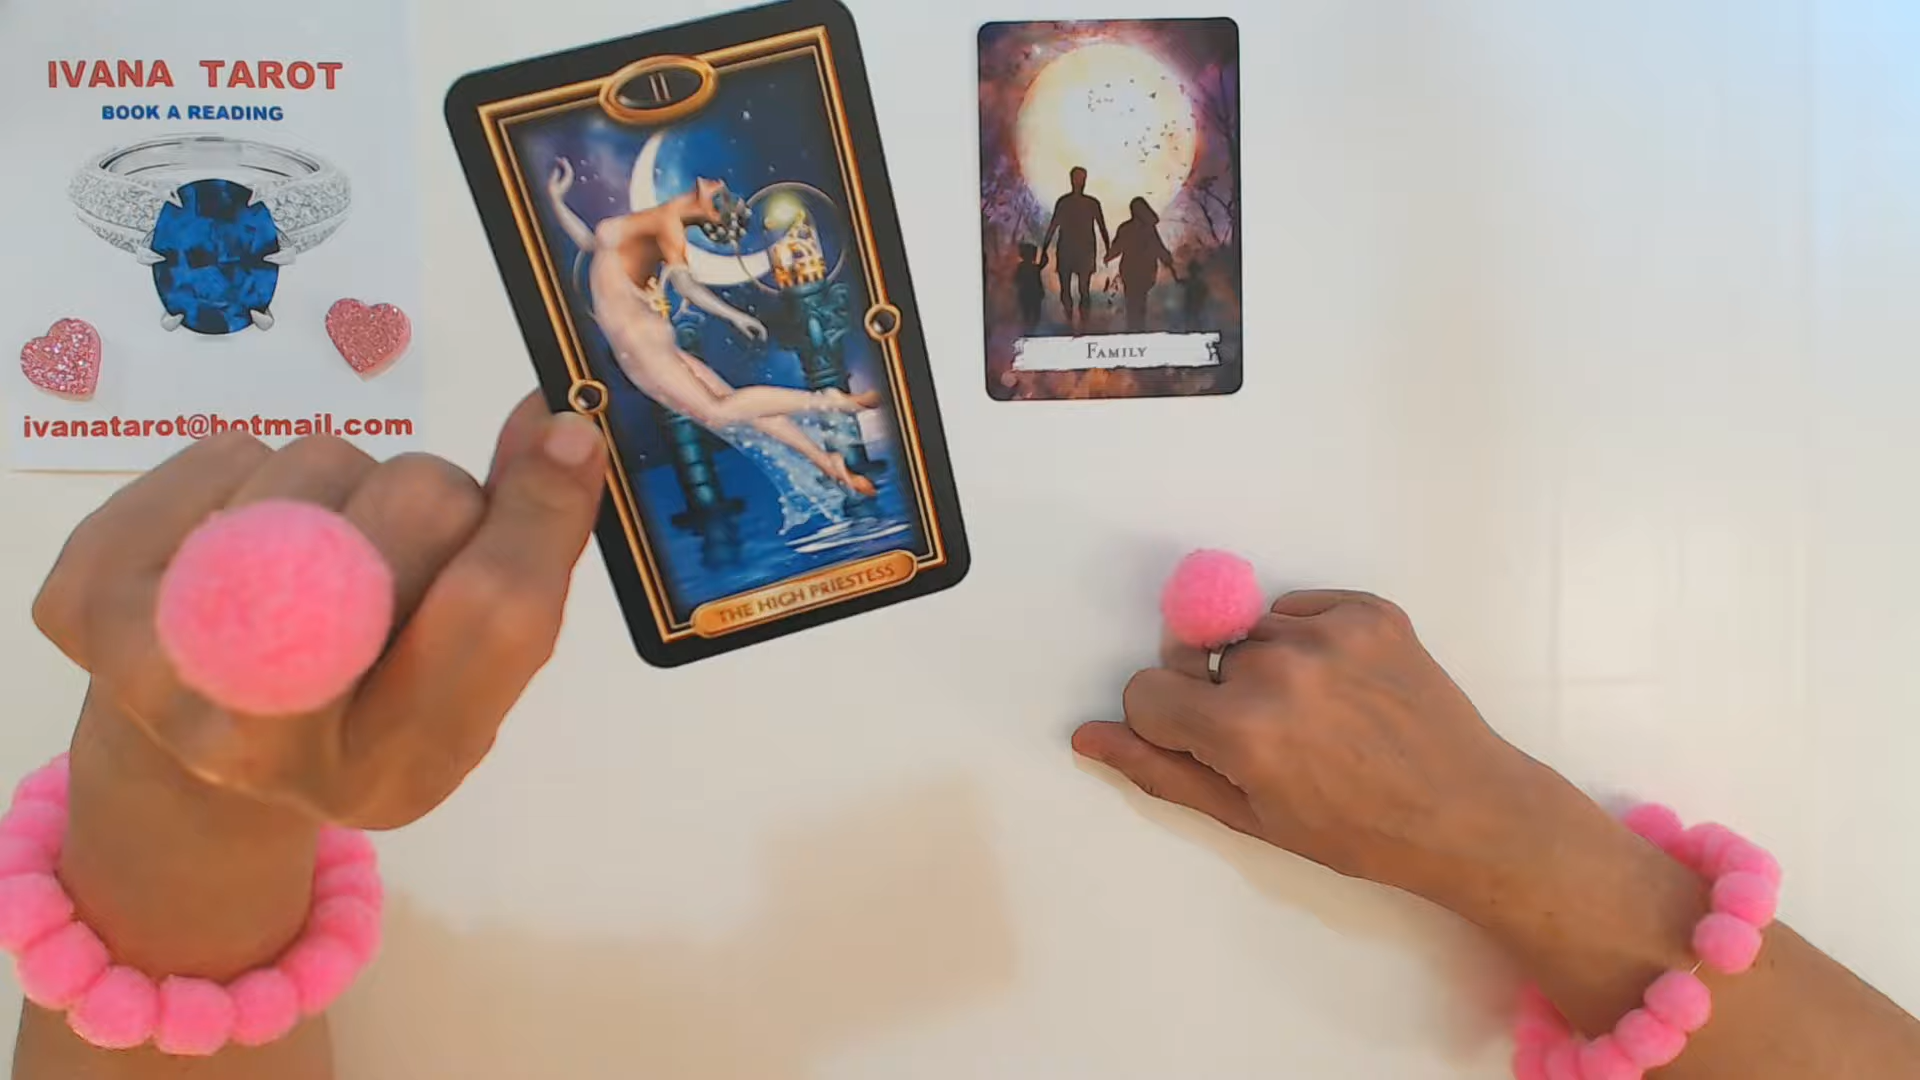 IVANA TAROT
BOOK A READING
ivanatarot@hotmail.com
II
THE HIGH PRIESTESS
FAMILY